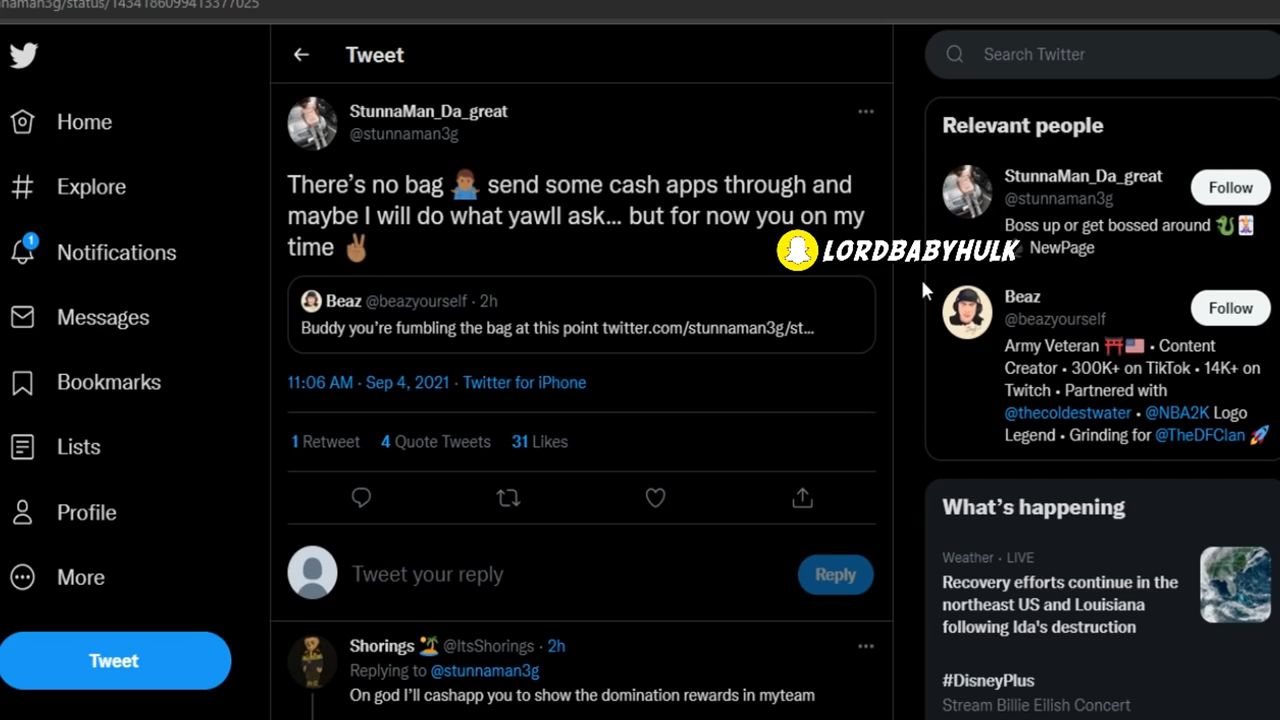 nnaman3g/status/1434186099413377025
Tweet
Search Twitter
Home
Explore
1
Notifications
Messages
Bookmarks
Lists
Profile
More
Tweet
StunnaMan_Da_great
@stunnaman3g
There's no bag 🤷🏽‍♂️ send some cash apps through and
maybe I will do what yawll ask... but for now you on my
time ✌🏽
LORDBABYHULK
Beaz @beazyourself · 2h
Buddy you're fumbling the bag at this point twitter.com/stunnaman3g/st...
11:06 AM · Sep 4, 2021 · Twitter for iPhone
1 Retweet 4 Quote Tweets 31 Likes
Tweet your reply
Reply
Shorings 🏝️ @ItsShorings · 2h
Replying to @stunnaman3g
On god I'll cashapp you to show the domination rewards in myteam
Relevant people
StunnaMan_Da_great
@stunnaman3g
Follow
Boss up or get bossed around 🐉🃏
NewPage
Beaz
@beazyourself
Follow
Army Veteran ⛩️🇺🇸 • Content
Creator • 300K+ on TikTok • 14K+ on
Twitch • Partnered with
@thecoldestwater • @NBA2K Logo
Legend • Grinding for @TheDFClan 🚀
What's happening
Weather · LIVE
Recovery efforts continue in the
northeast US and Louisiana
following Ida's destruction
#DisneyPlus
Stream Billie Eilish Concert